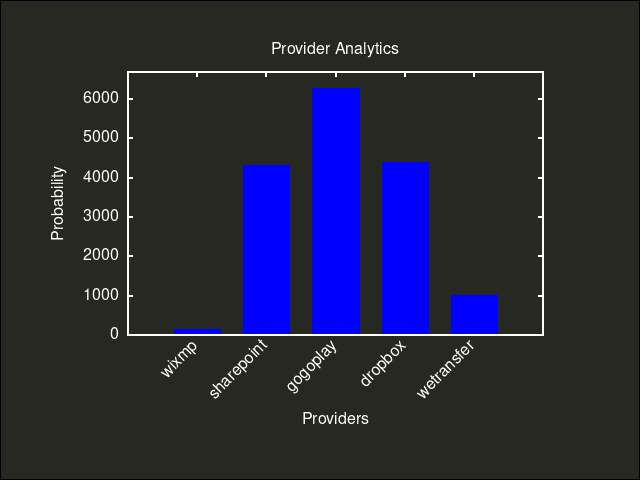 Provider Analytics
6000
5000
4000
3000
2000
1000
0
Probability
wixmp
sharepoint
gogoplay
dropbox
wetransfer
Providers